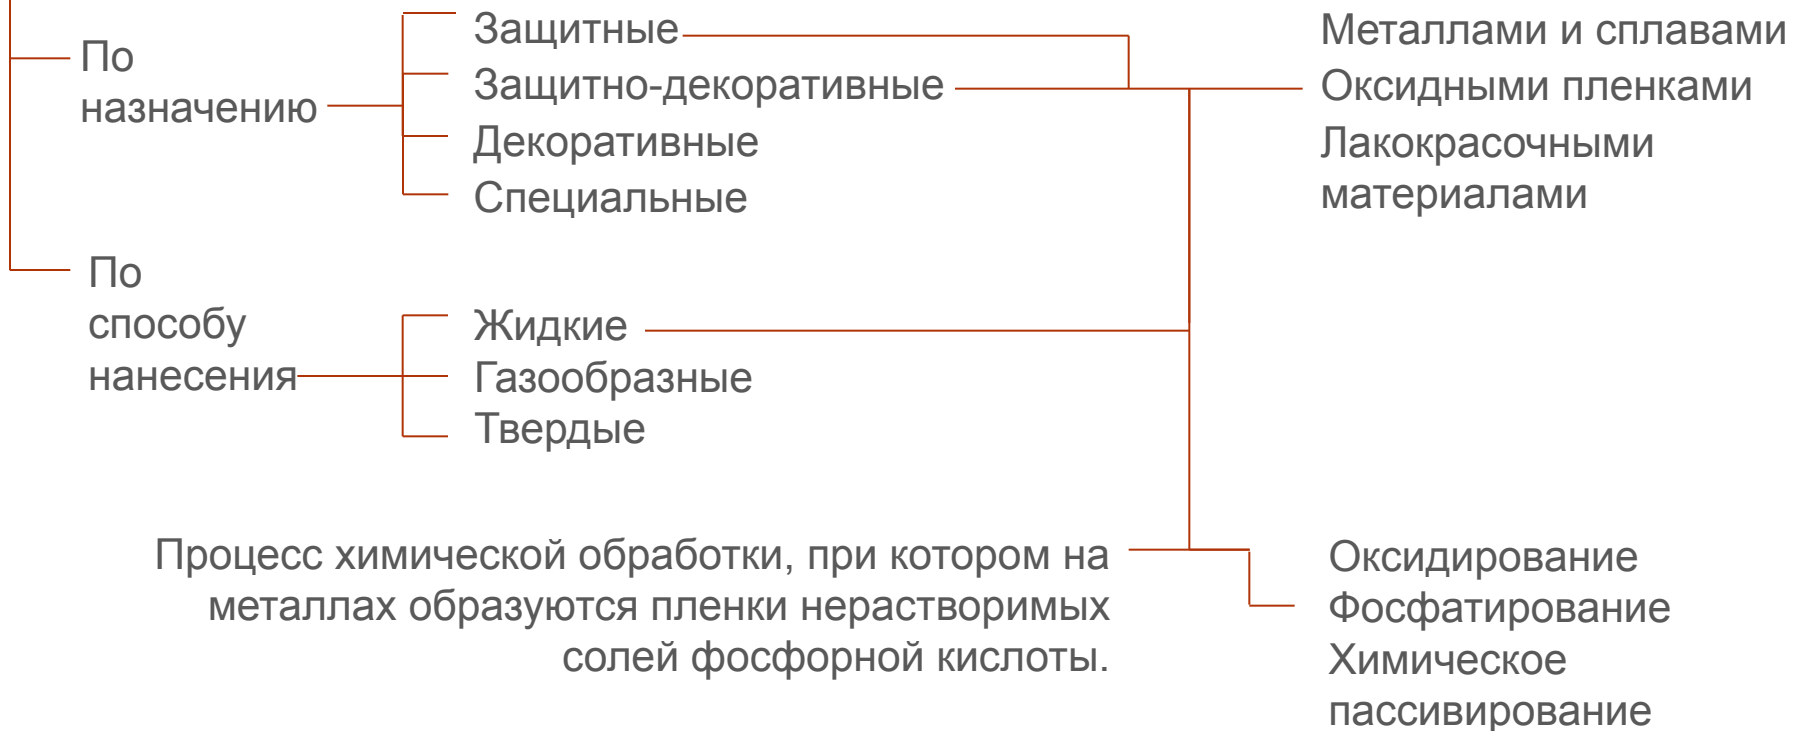 По
назначению
Защитные
Защитно-декоративные
Декоративные
Специальные
Металлами и сплавами
Оксидными пленками
Лакокрасочными
материалами
По
способу
нанесения
Жидкие
Газообразные
Твердые
Процесс химической обработки, при котором на
металлах образуются пленки нерастворимых
солей фосфорной кислоты.
Оксидирование
Фосфатирование
Химическое
пассивирование